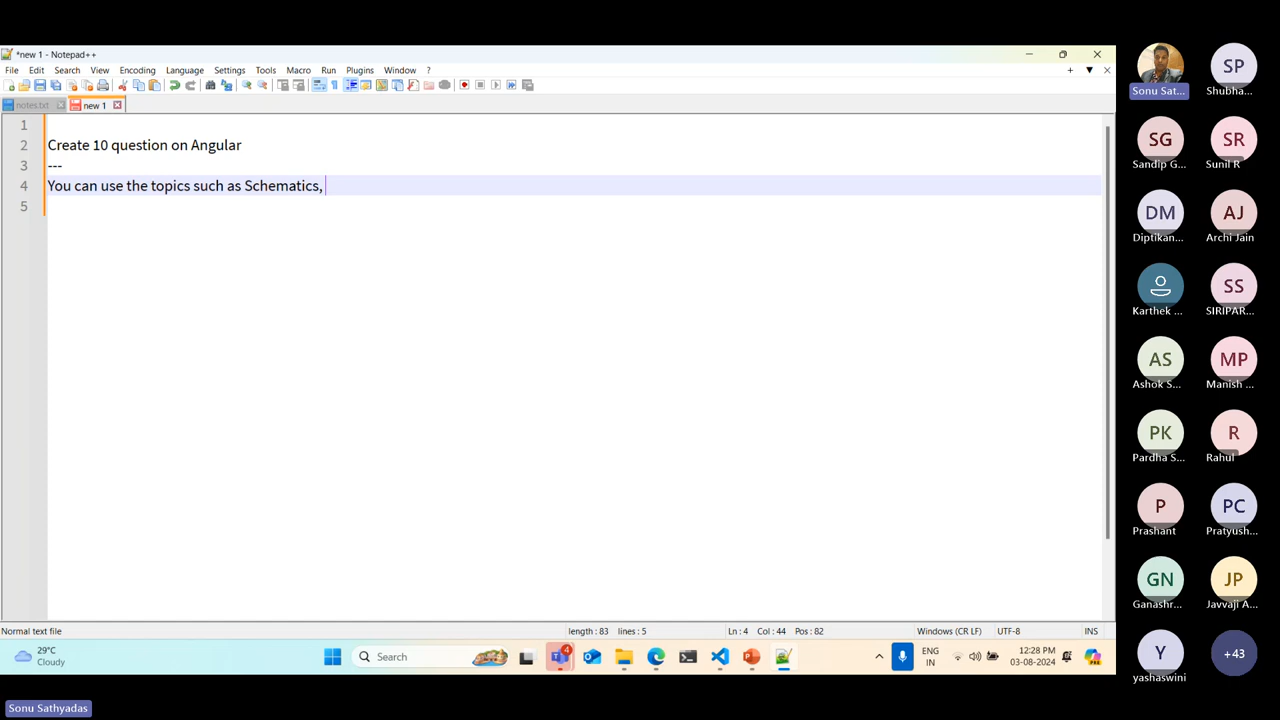 *new 1 - Notepad++
File Edit Search View Encoding Language Settings Tools Macro Run Plugins Window ?
notes.txt new 1
1
2 Create 10 question on Angular
3 ---
4 You can use the topics such as Schematics,
5
Normal text file length : 83 lines : 5 Ln : 4 Col : 44 Pos : 82 Windows (CR LF) UTF-8 INS
29°C
Cloudy
Search
4
ENG
IN
12:28 PM
03-08-2024
Sonu Sathyadas
Sonu Sat...
SP
Shubha...
SG
Sandip G...
SR
Sunil R
DM
Diptikan...
AJ
Archi Jain
Karthek ...
SS
SIRIPAR...
AS
Ashok S...
MP
Manish ...
PK
Pardha S...
R
Rahul
P
Prashant
PC
Pratyush...
GN
Ganashr...
JP
Javvaji A...
Y
yashaswini
+43